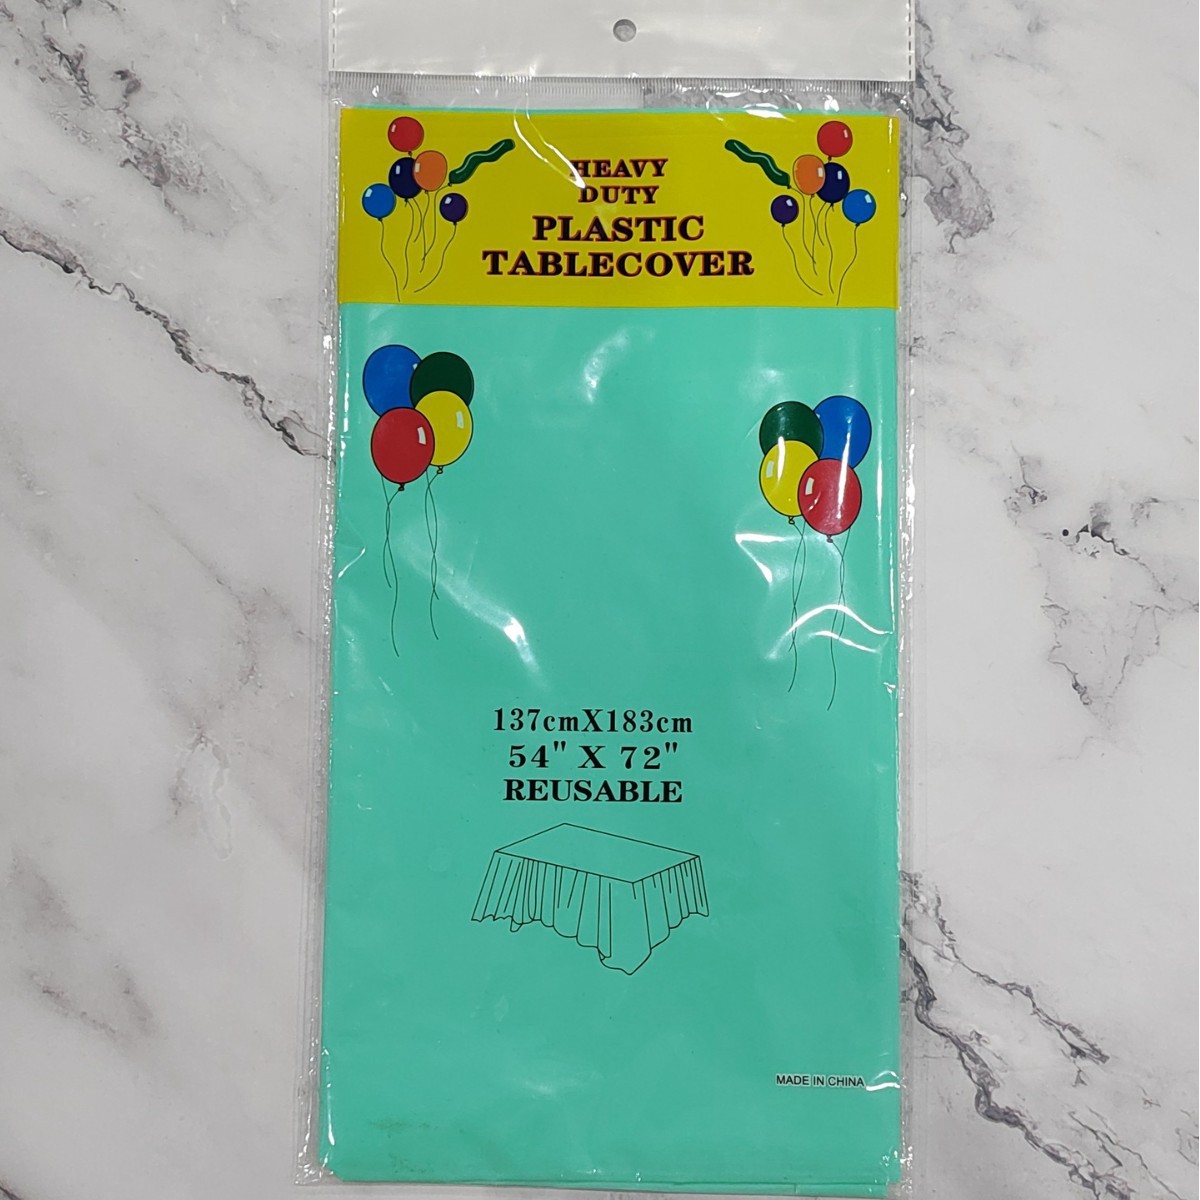 HEAVY
DUTY
PLASTIC
TABLECOVER
137cmX183cm
54" X 72"
REUSABLE
MADE IN CHINA